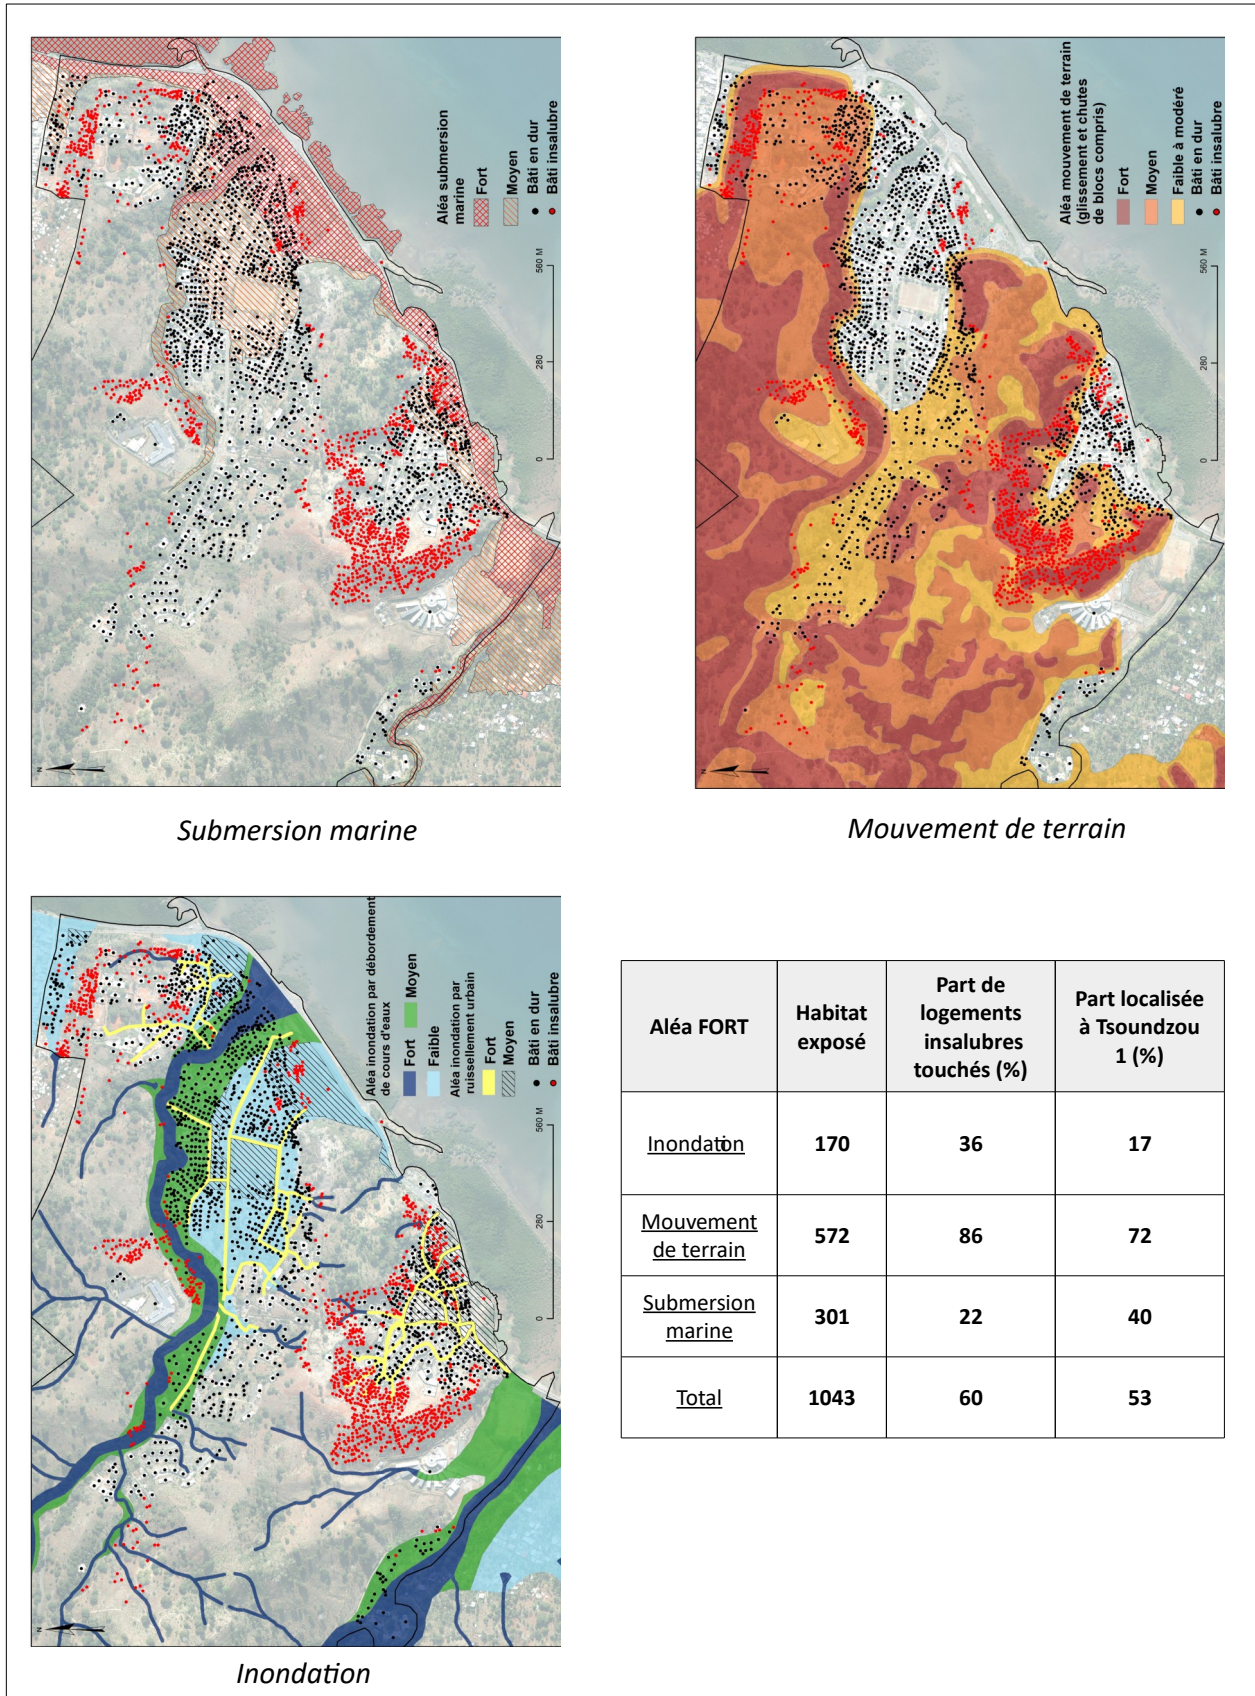 Aléa submersion
marine
Fort
Moyen
Bâti en dur
Bâti insalubre
0 280 560 M
N
Submersion marine
Aléa mouvement de terrain
(glissement et chutes
de blocs compris)
Fort
Moyen
Faible à modéré
Bâti en dur
Bâti insalubre
0 280 560 M
N
Mouvement de terrain
Aléa inondation par débordement
de cours d'eaux
Fort Moyen
Faible
Aléa inondation par
ruissellement urbain
Fort
Moyen
Bâti en dur
Bâti insalubre
0 280 560 M
N
Inondation
Aléa FORT
Habitat
exposé
Part de
logements
insalubres
touchés (%)
Part localisée
à Tsoundzou
1 (%)
Inondation 170 36 17
Mouvement
de terrain
572 86 72
Submersion
marine
301 22 40
Total 1043 60 53